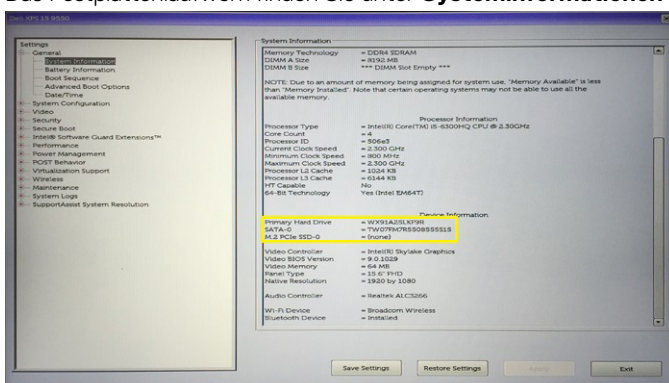 Das Festplattenlaufwerk finden Sie unter Systeminformationen
Dell XPS 15 9550
Settings
General
System Information
Battery Information
Boot Sequence
Advanced Boot Options
Date/Time
System Configuration
Video
Security
Secure Boot
Intel® Software Guard Extensions™
Performance
Power Management
POST Behavior
Virtualization Support
Wireless
Maintenance
System Logs
SupportAssist System Resolution
System Information
Memory Technology = DDR4 SDRAM
DIMM A Size = 8192 MB
DIMM B Size *** DIMM Slot Empty ***
NOTE: Due to an amount of memory being assigned for system use, "Memory Available" is less
than "Memory Installed". Note that certain operating systems may not be able to use all the
available memory.
Processor Information
Processor Type = Intel(R) Core(TM) i5-6300HQ CPU @ 2.30GHz
Core Count = 4
Processor ID = 506e3
Current Clock Speed = 2.300 GHz
Minimum Clock Speed = 800 MHz
Maximum Clock Speed = 2.300 GHz
Processor L2 Cache = 1024 KB
Processor L3 Cache = 6144 KB
HT Capable No
64-Bit Technology Yes (Intel EM64T)
Device Information
Primary Hard Drive = WX91A25LKF9R
SATA-0 = TW07FM7R5508555515
M.2 PCIe SSD-0 = (none)
Video Controller = Intel(R) Skylake Graphics
Video BIOS Version = 9.0.1029
Video Memory = 64 MB
Panel Type = 15.6" FHD
Native Resolution = 1920 by 1080
Audio Controller = Realtek ALC3266
Wi-Fi Device = Broadcom Wireless
Bluetooth Device = Installed
Save Settings
Restore Settings
Apply
Exit